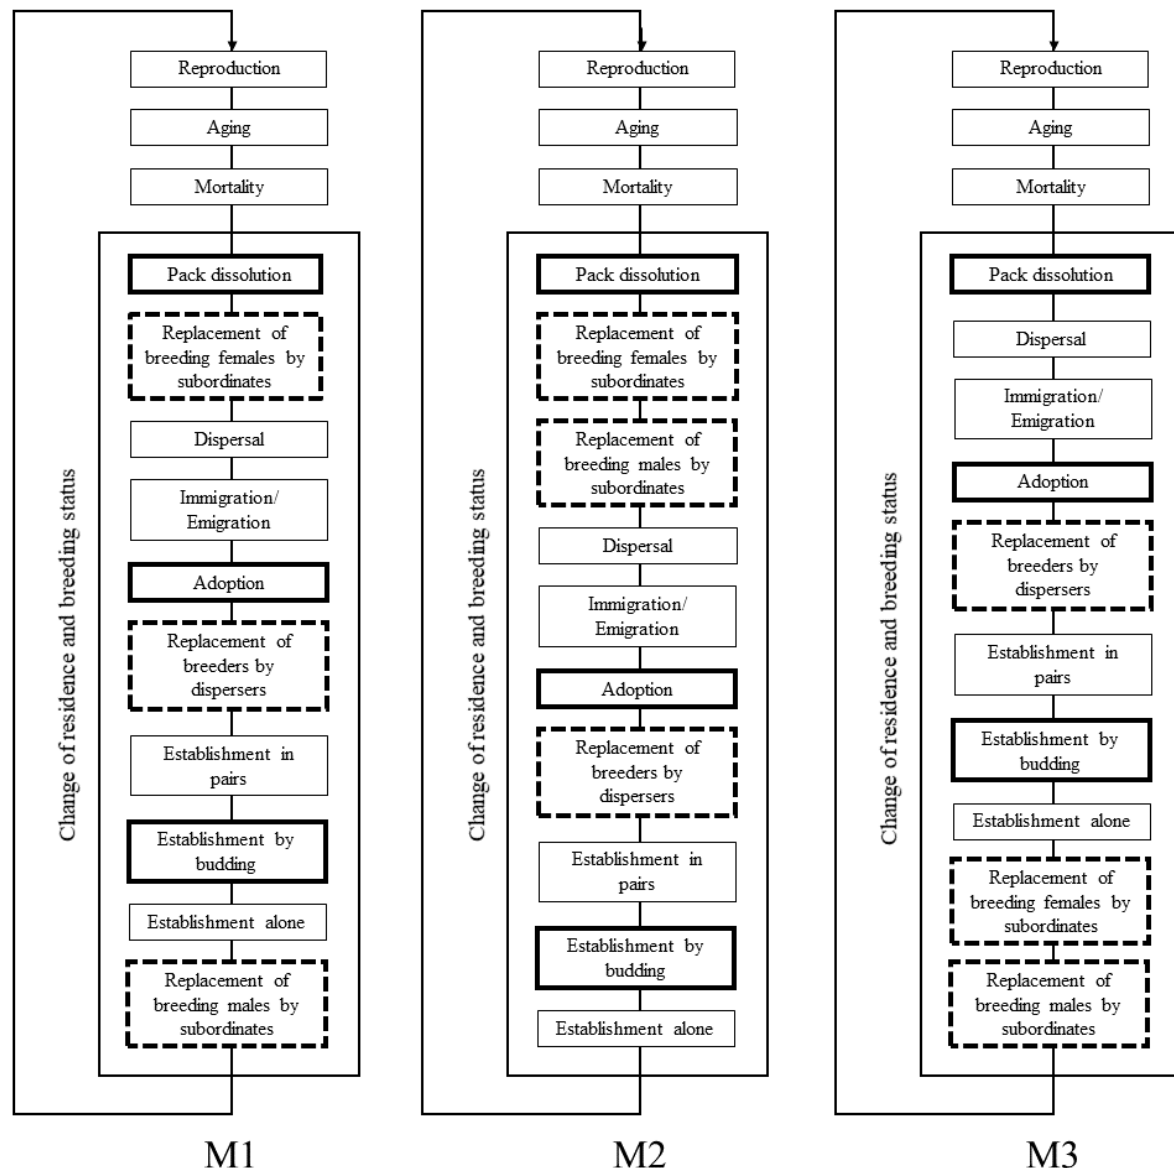 Reproduction
Aging
Mortality
Change of residence and breeding status
Pack dissolution
Replacement of
breeding females by
subordinates
Dispersal
Immigration/
Emigration
Adoption
Replacement of
breeders by
dispersers
Establishment in
pairs
Establishment by
budding
Establishment alone
Replacement of
breeding males by
subordinates
M1
Reproduction
Aging
Mortality
Change of residence and breeding status
Pack dissolution
Replacement of
breeding females by
subordinates
Replacement of
breeding males by
subordinates
Dispersal
Immigration/
Emigration
Adoption
Replacement of
breeders by
dispersers
Establishment in
pairs
Establishment by
budding
Establishment alone
M2
Reproduction
Aging
Mortality
Change of residence and breeding status
Pack dissolution
Dispersal
Immigration/
Emigration
Adoption
Replacement of
breeders by
dispersers
Establishment in
pairs
Establishment by
budding
Establishment alone
Replacement of
breeding females by
subordinates
Replacement of
breeding males by
subordinates
M3